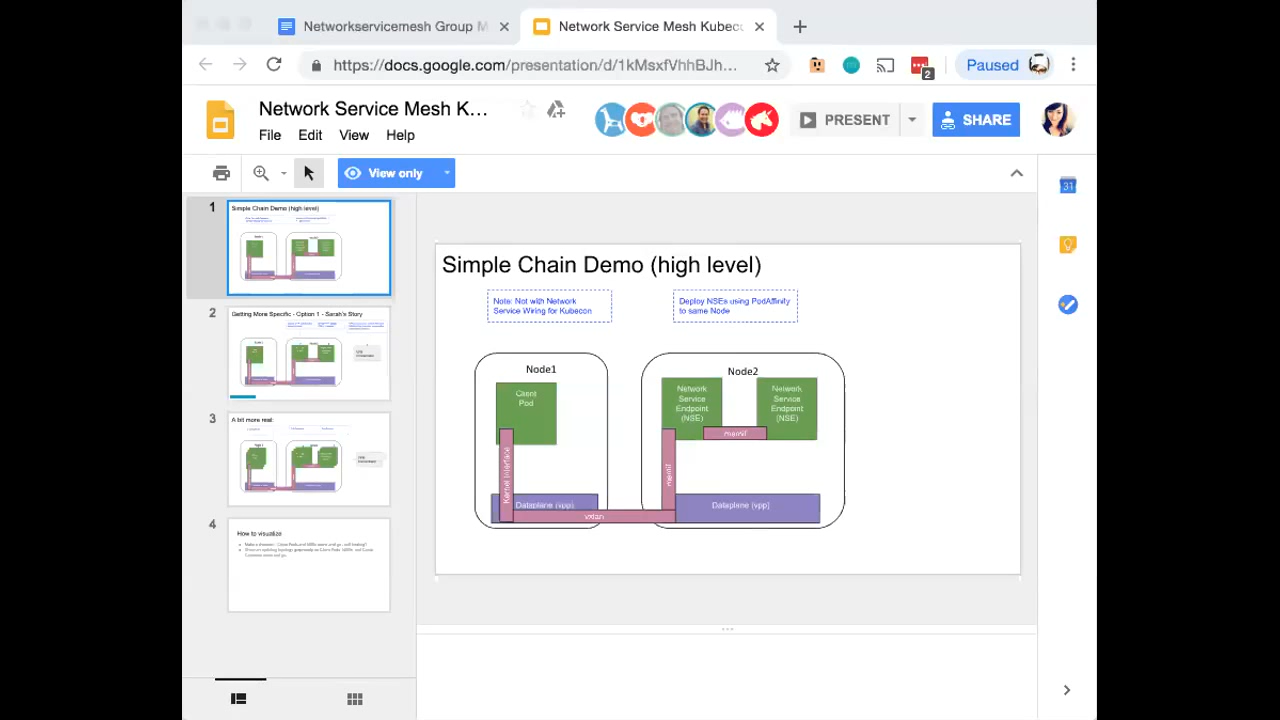 Networkservicemesh Group M
Network Service Mesh Kubec
https://docs.google.com/presentation/d/1kMsxfVhhBJh...
2
Paused
Network Service Mesh K...
PRESENT
SHARE
File Edit View Help
View only
31
1
Simple Chain Demo (high level)
2
Getting More Specific - Option 1 - Sarah's Story
3
A bit more real:
4
How to visualize
Simple Chain Demo (high level)
Note: Not with Network
Service Wiring for Kubecon
Deploy NSEs using PodAffinity
to same Node
Node1
Client
Pod
Kernel Interface
Dataplane (vpp)
vxlan
Node2
Network
Service
Endpoint
(NSE)
Network
Service
Endpoint
(NSE)
memif
memif
Dataplane (vpp)